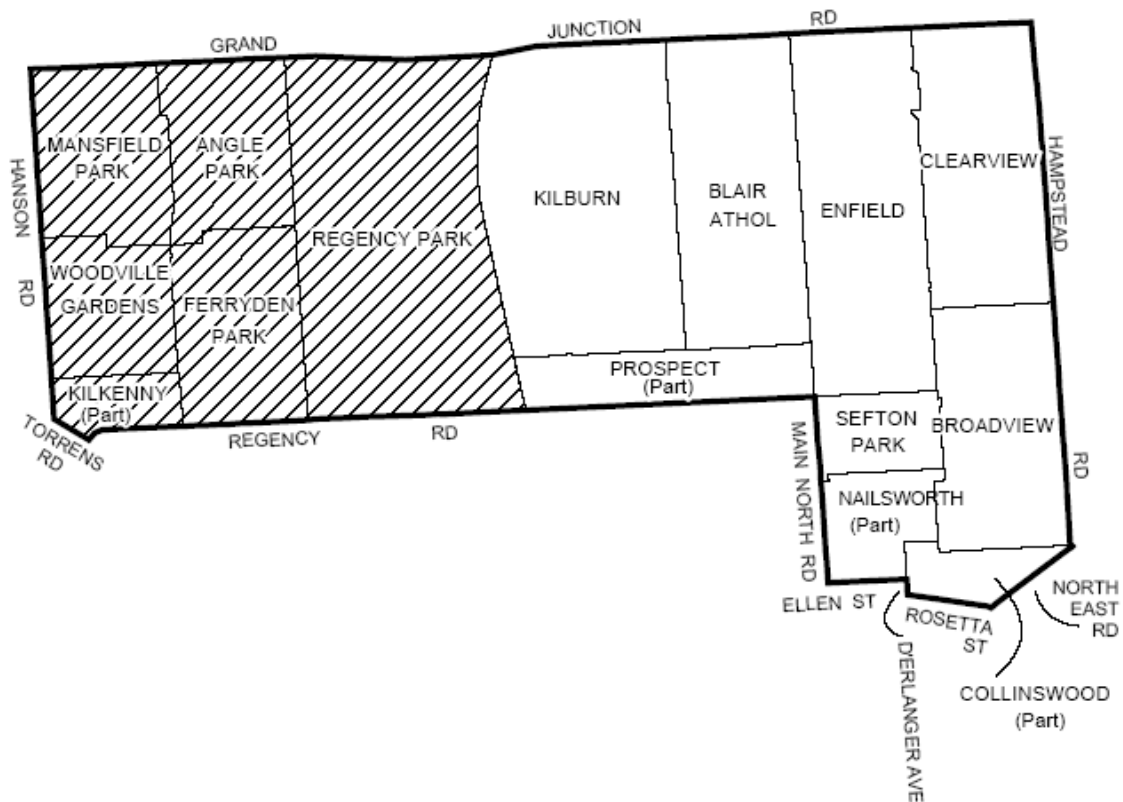 GRAND
JUNCTION
RD
HANSON
RD
MANSFIELD
PARK
ANGLE
PARK
REGENCY PARK
KILBURN
BLAIR
ATHOL
ENFIELD
CLEARVIEW
HAMPSTEAD
RD
WOODVILLE
GARDENS
FERRYDEN
PARK
KILKENNY
(Part)
PROSPECT
(Part)
TORRENS
RD
REGENCY
RD
MAIN NORTH RD
SEFTON
PARK
BROADVIEW
NAILSWORTH
(Part)
ELLEN ST
D'ERLANGER AVE
ROSETTA
ST
NORTH
EAST
RD
COLLINSWOOD
(Part)